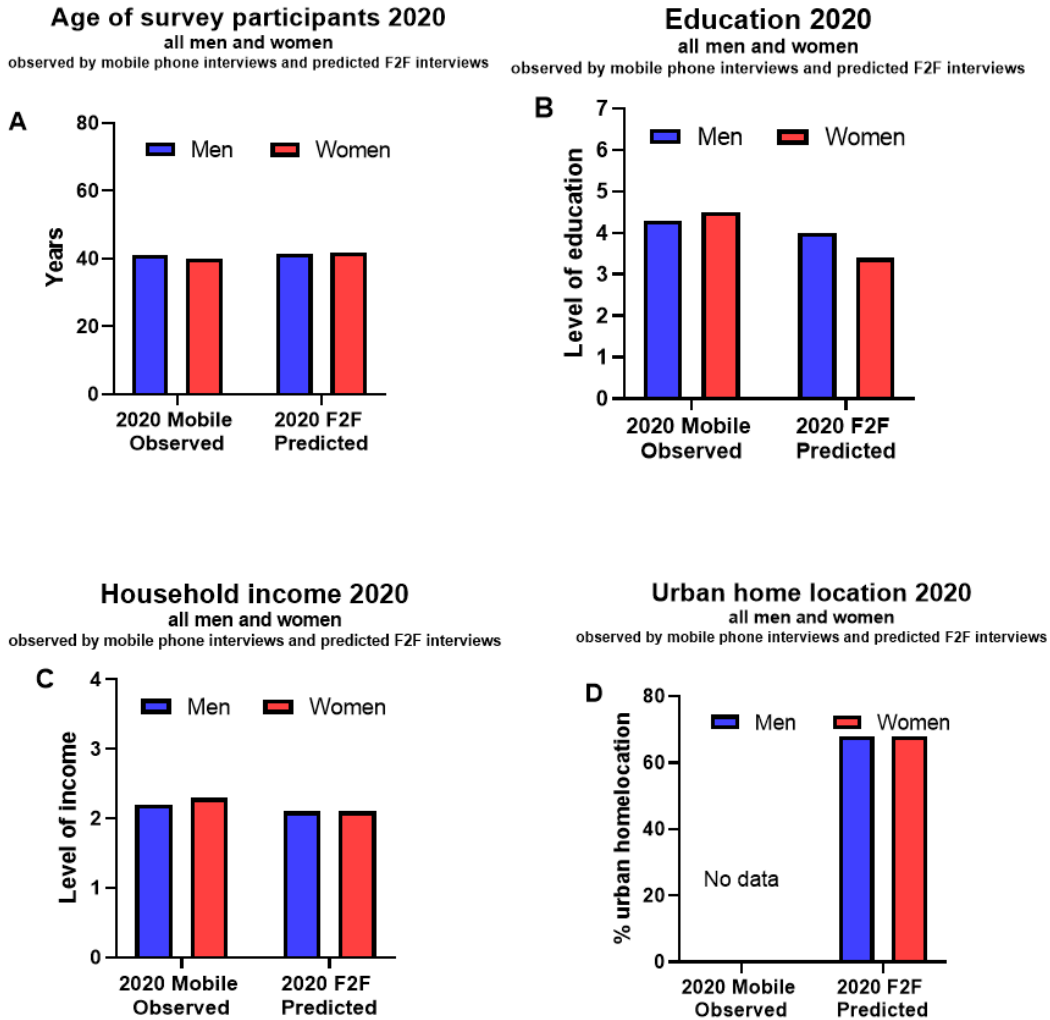 Age of survey participants 2020
all men and women
observed by mobile phone interviews and predicted F2F interviews
A
80
60
40
20
0
Years
Men
Women
2020 Mobile
Observed
2020 F2F
Predicted
Education 2020
all men and women
observed by mobile phone interviews and predicted F2F interviews
B
7
6
5
4
3
2
1
0
Level of education
Men
Women
2020 Mobile
Observed
2020 F2F
Predicted
Household income 2020
all men and women
observed by mobile phone interviews and predicted F2F interviews
C
4
3
2
1
0
Level of income
Men
Women
2020 Mobile
Observed
2020 F2F
Predicted
Urban home location 2020
all men and women
observed by mobile phone interviews and predicted F2F interviews
D
80
60
40
20
0
% urban homelocation
Men
Women
No data
2020 Mobile
Observed
2020 F2F
Predicted